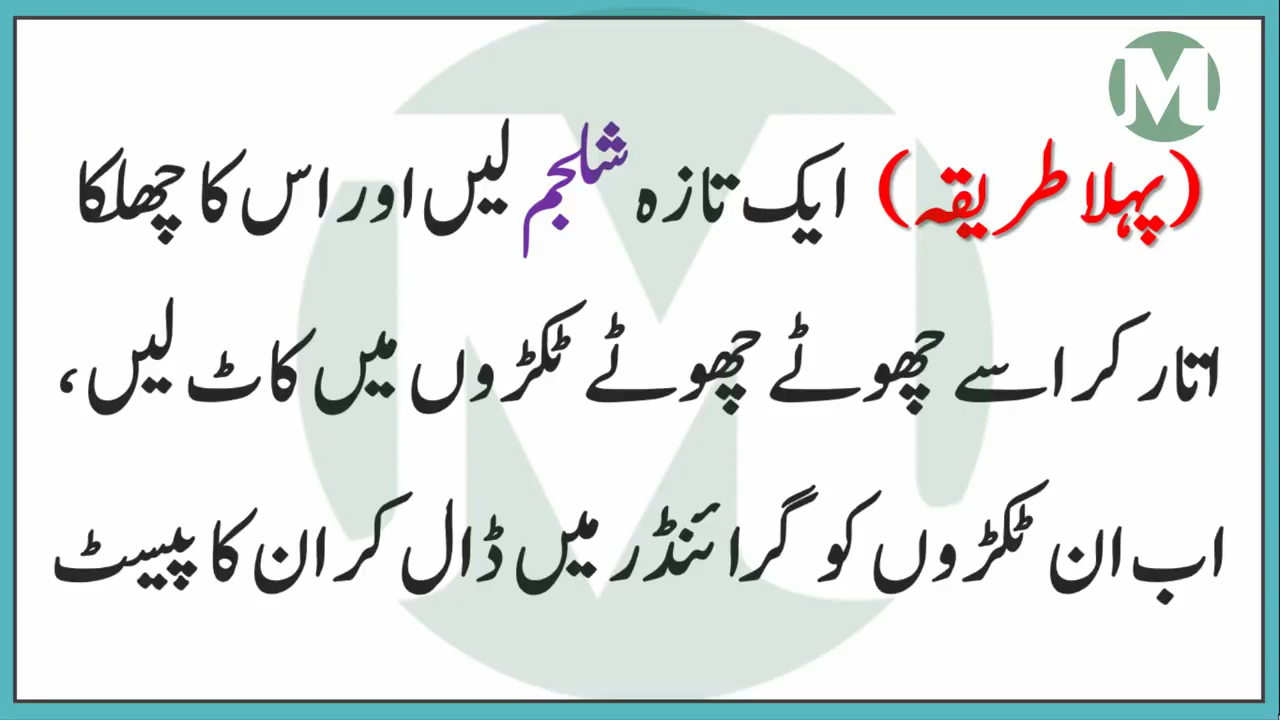 M
(پہلا طریقہ) ایک تازہ شلجم لیں اور اس کا چھلکا
اتار کر اسے چھوٹے چھوٹے ٹکڑوں میں کاٹ لیں،
اب ان ٹکڑوں کو گرائنڈر میں ڈال کر ان کا پیسٹ